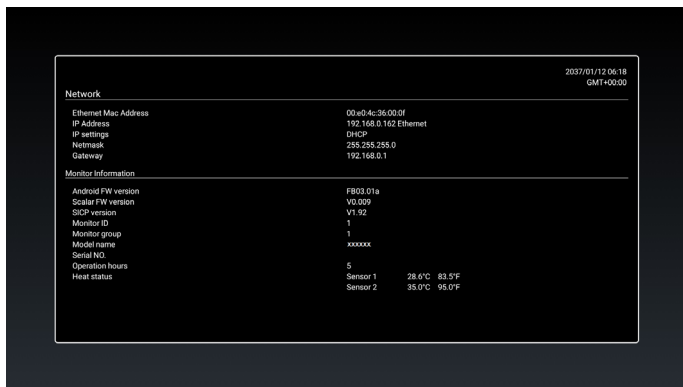 2037/01/12 06:18
GMT+00:00
Network
Ethernet Mac Address 00:e0:4c:36:00:0f
IP Address 192.168.0.162 Ethernet
IP settings DHCP
Netmask 255.255.255.0
Gateway 192.168.0.1
Monitor Information
Android FW version FB03.01a
Scalar FW version V0.009
SICP version V1.92
Monitor ID 1
Monitor group 1
Model name xxxxxx
Serial NO.
Operation hours 5
Heat status Sensor 1 28.6°C 83.5°F
Sensor 2 35.0°C 95.0°F